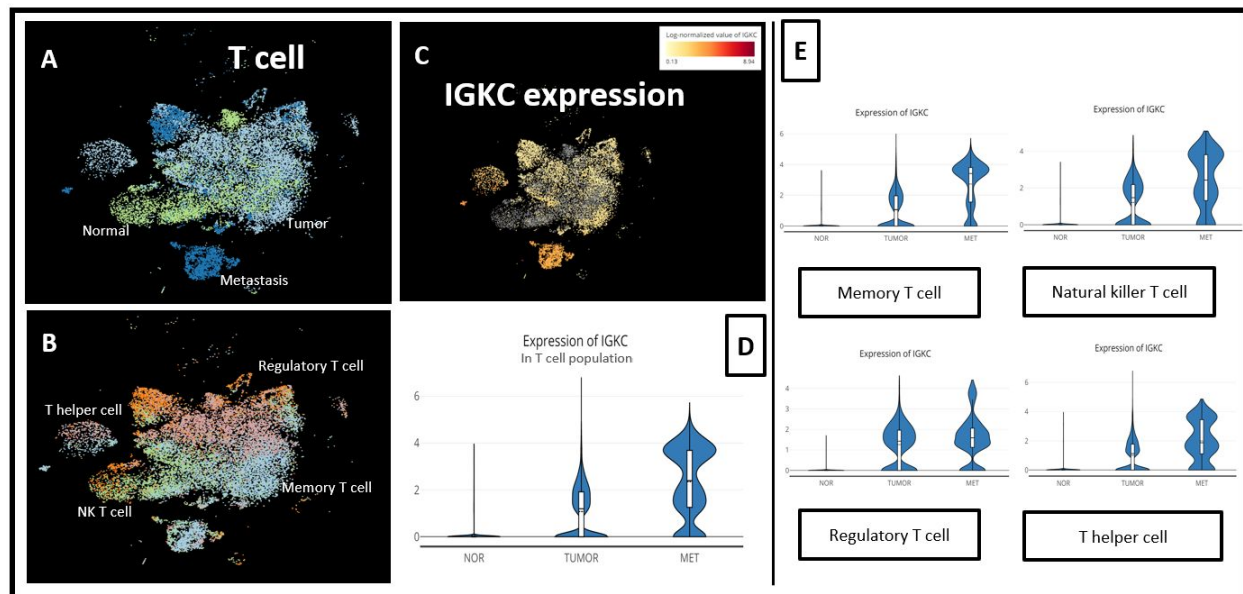 A
T cell
Normal
Tumor
Metastasis
B
Regulatory T cell
T helper cell
Memory T cell
NK T cell
C
Log-normalized value of IGKC
0.13
8.94
IGKC expression
D
Expression of IGKC
In T cell population
6
4
2
0
NOR
TUMOR
MET
E
Expression of IGKC
6
4
2
0
NOR
TUMOR
MET
Memory T cell
Expression of IGKC
4
2
0
NOR
TUMOR
MET
Natural killer T cell
Expression of IGKC
4
3
2
1
0
NOR
TUMOR
MET
Regulatory T cell
Expression of IGKC
6
4
2
0
NOR
TUMOR
MET
T helper cell